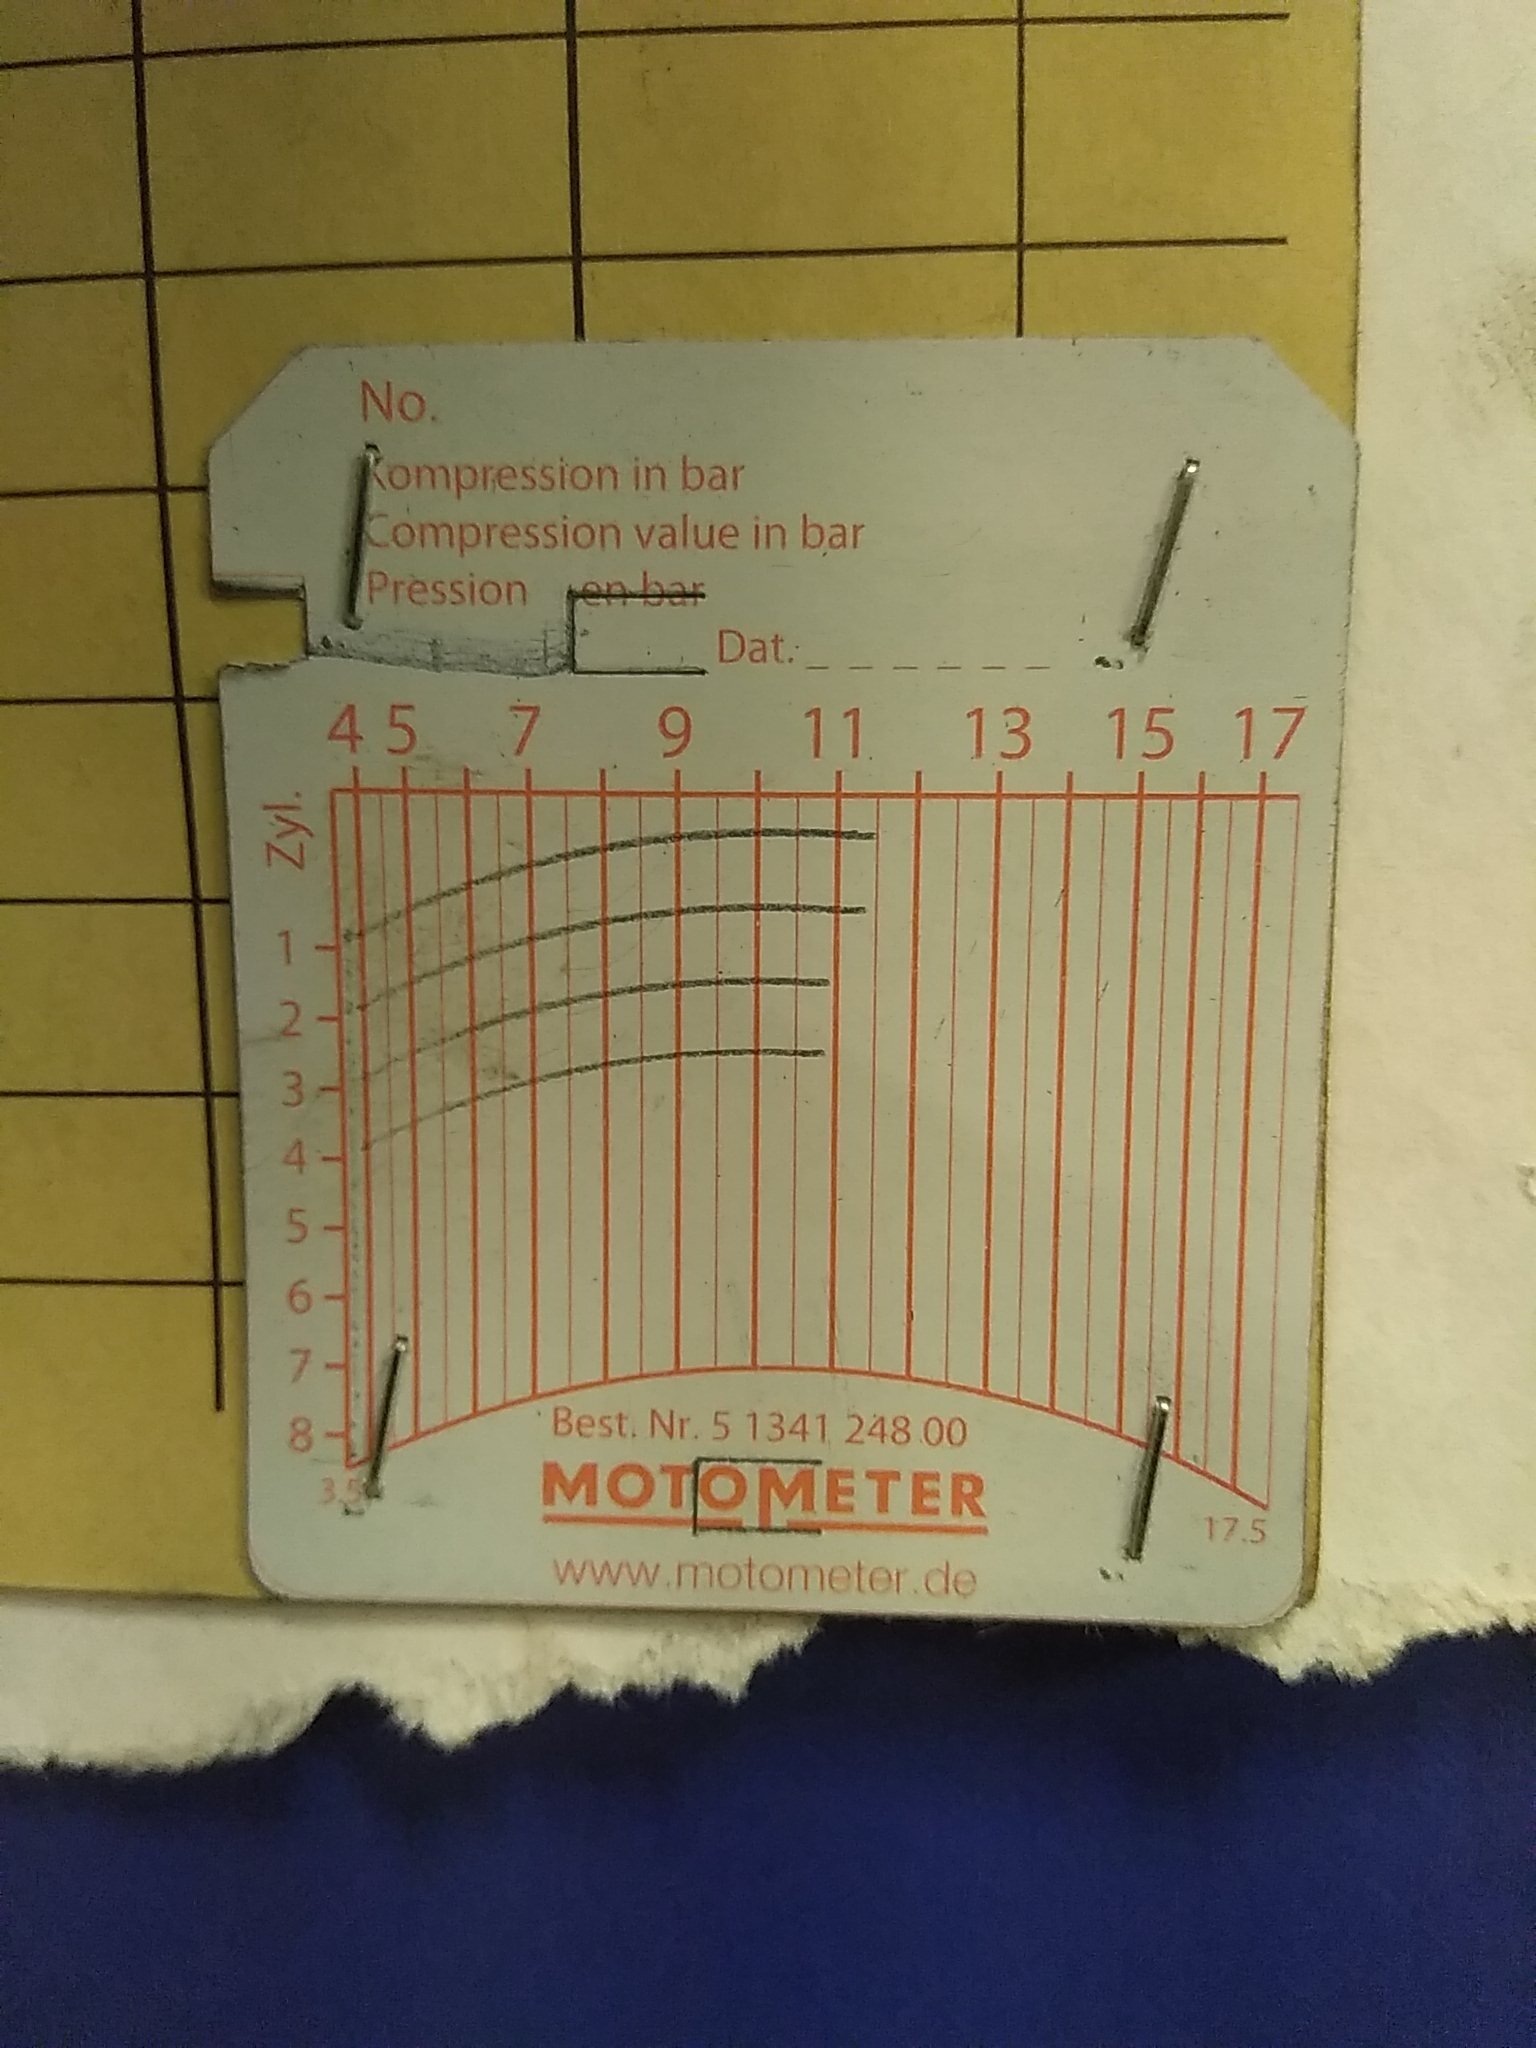 No.
Kompression in bar
Compression value in bar
Pression en bar
Dat.
4 5 7 9 11 13 15 17
Zyl.
1
2
3
4
5
6
7
8
3.5
17.5
Best. Nr. 5 1341 248 00
MOTOMETER
www.motometer.de